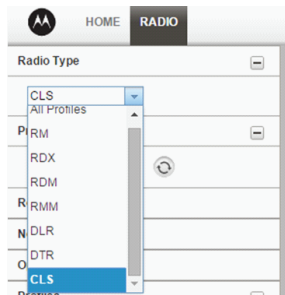 HOME RADIO
Radio Type
CLS
All Profiles
RM
RDX
RDM
RMM
DLR
DTR
CLS